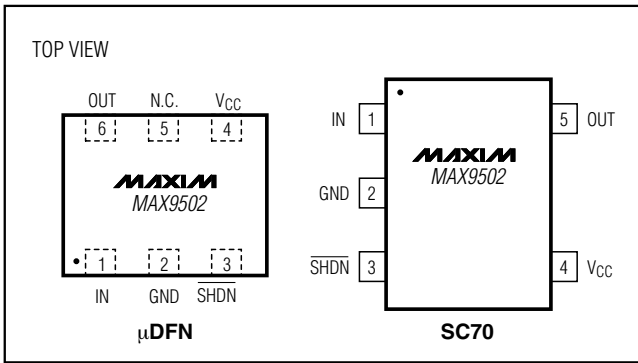 TOP VIEW
OUT N.C. VCC
6 5 4
MAXIM
MAX9502
1 2 3
IN GND SHDN
µDFN
IN 1 5 OUT
MAXIM
MAX9502
GND 2
SHDN 3 4 VCC
SC70